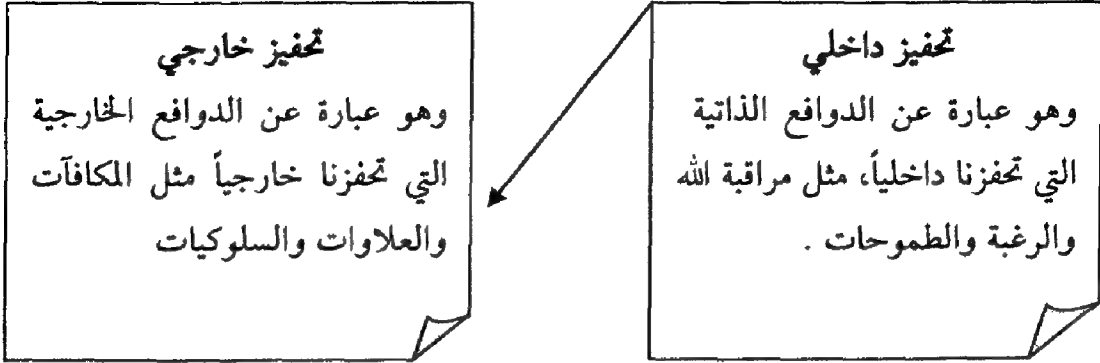 تحفيز داخلي
وهو عبارة عن الدوافع الذاتية
التي تحفزنا داخلياً، مثل مراقبة الله
والرغبة والطموحات .
تحفيز خارجي
وهو عبارة عن الدوافع الخارجية
التي تحفزنا خارجياً مثل المكافآت
والعلاوات والسلوكيات